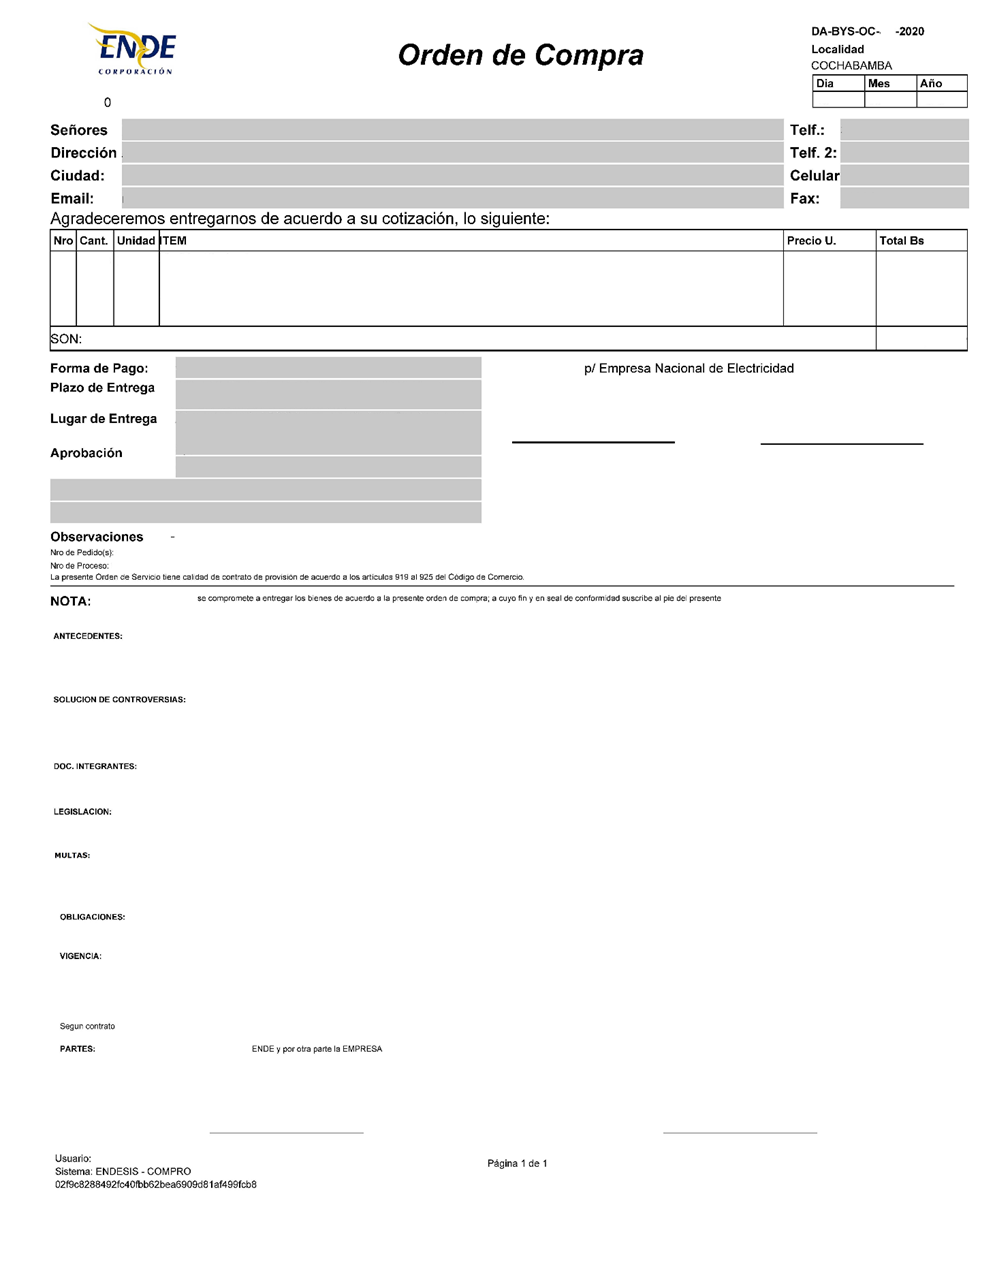 ENDE
CORPORACIÓN
Orden de Compra
DA-BYS-OC- -2020
Localidad
COCHABAMBA
Dia Mes Año
0
Señores Telf.:
Dirección Telf. 2:
Ciudad: Celular
Email: Fax:
Agradeceremos entregarnos de acuerdo a su cotización, lo siguiente:
Nro Cant. Unidad ITEM Precio U. Total Bs
SON:
Forma de Pago: p/ Empresa Nacional de Electricidad
Plazo de Entrega
Lugar de Entrega
Aprobación
Observaciones -
Nro de Pedido(s):
Nro de Proceso:
La presente Orden de Servicio tiene calidad de contrato de provisión de acuerdo a los artículos 919 al 925 del Código de Comercio.
NOTA: se compromete a entregar los bienes de acuerdo a la presente orden de compra; a cuyo fin y en seal de conformidad suscribe al pie del presente
ANTECEDENTES:
SOLUCION DE CONTROVERSIAS:
DOC. INTEGRANTES:
LEGISLACION:
MULTAS:
OBLIGACIONES:
VIGENCIA:
Segun contrato
PARTES: ENDE y por otra parte la EMPRESA
Usuario:
Sistema: ENDESIS - COMPRO
02f9c8288492fc40fbb62bea6909d81af499fcb8
Página 1 de 1